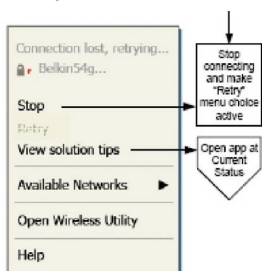 Connection lost, retrying...
Belkin54g...
Stop
Retry
View solution tips
Available Networks
Open Wireless Utility
Help
Stop
connecting
and make
"Retry"
menu choice
active
Open app at
Current
Status